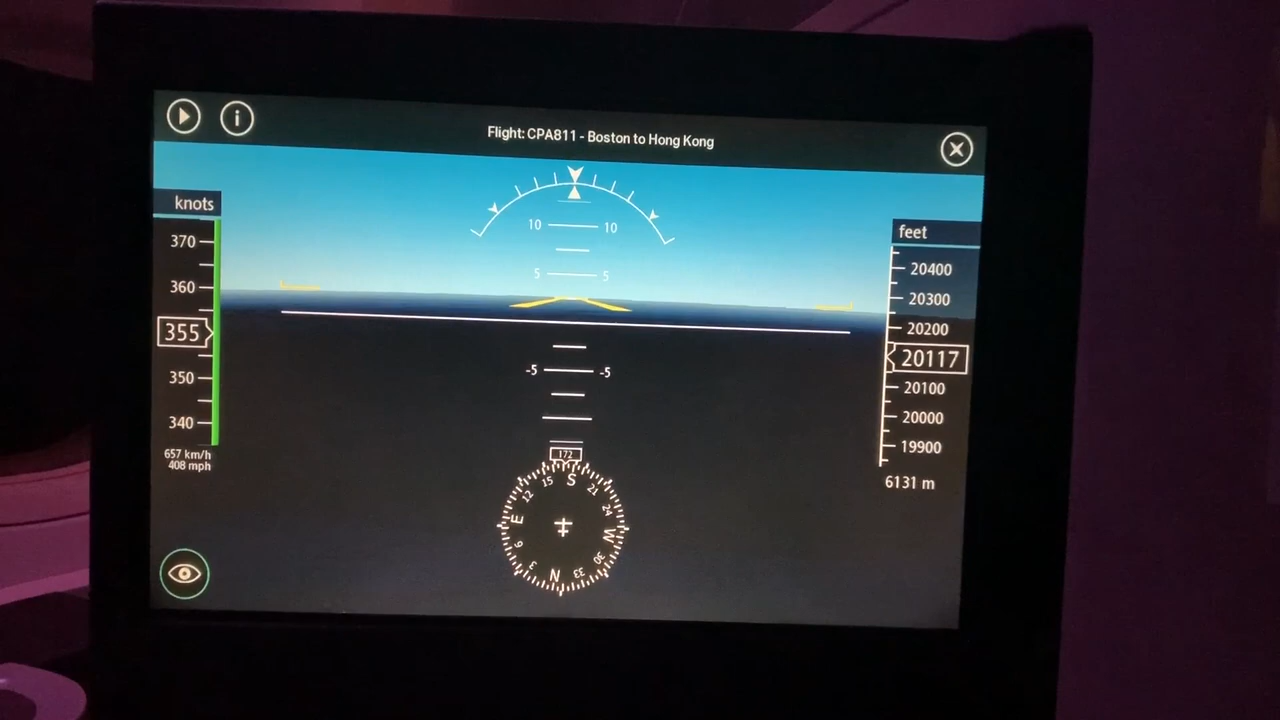 Flight: CPA811 - Boston to Hong Kong
knots
370
360
355
350
340
657 km/h
408 mph
10 10
5 5
-5 -5
172
S
21
24
W
30
33
N
3
6
E
12
15
feet
20400
20300
20200
20117
20100
20000
19900
6131 m